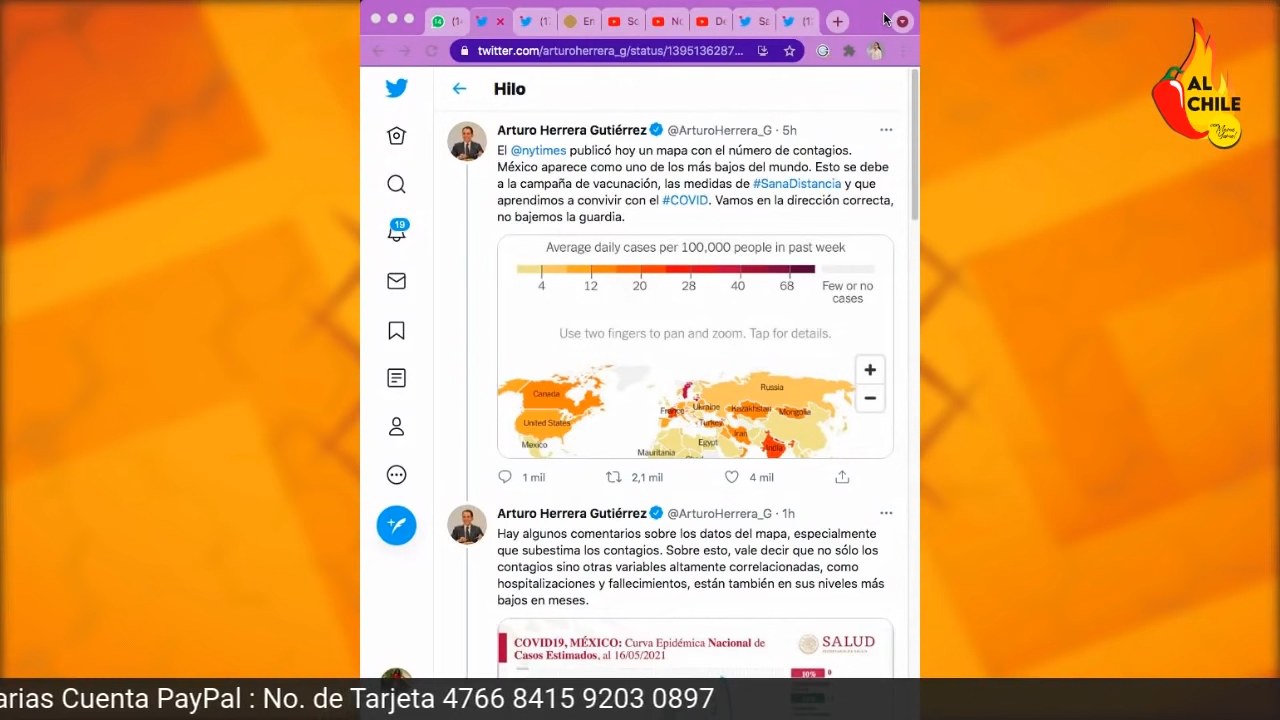 twitter.com/arturoherrera_g/status/1395136287...
AL
CHILE
Hilo
19
Arturo Herrera Gutiérrez @ArturoHerrera_G · 5h
El @nytimes publicó hoy un mapa con el número de contagios.
México aparece como uno de los más bajos del mundo. Esto se debe
a la campaña de vacunación, las medidas de #SanaDistancia y que
aprendimos a convivir con el #COVID. Vamos en la dirección correcta,
no bajemos la guardia.
Average daily cases per 100,000 people in past week
4 12 20 28 40 68 Few or no
cases
Use two fingers to pan and zoom. Tap for details.
Canada
United States
Mexico
Russia
France
Ukraine
Kazakhstan
Mongolia
Turkey
Iran
Egypt
India
Mauritania
1 mil 2,1 mil 4 mil
Arturo Herrera Gutiérrez @ArturoHerrera_G · 1h
Hay algunos comentarios sobre los datos del mapa, especialmente
que subestima los contagios. Sobre esto, vale decir que no sólo los
contagios sino otras variables altamente correlacionadas, como
hospitalizaciones y fallecimientos, están también en sus niveles más
bajos en meses.
COVID19, MÉXICO: Curva Epidémica Nacional de
Casos Estimados, al 16/05/2021
SALUD
10%
arias Cuenta PayPal : No. de Tarjeta 4766 8415 9203 0897